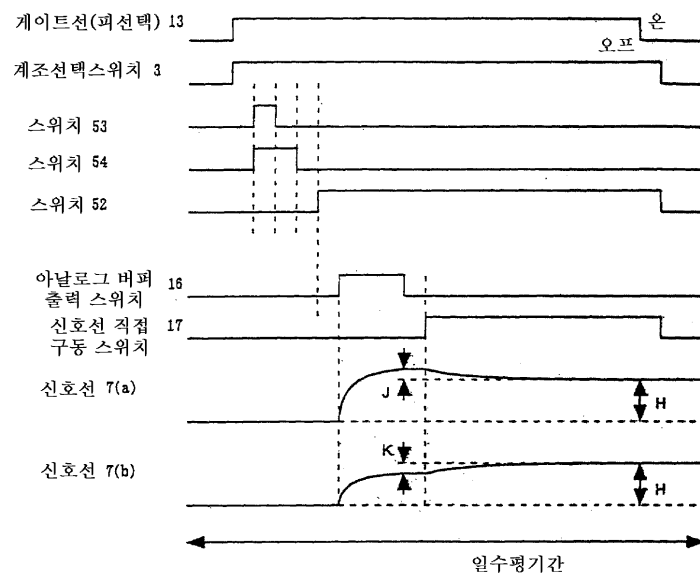 게이트선(피선택) 13
온
오프
계조선택스위치 3
스위치 53
스위치 54
스위치 52
아날로그 버퍼 16
출력 스위치
신호선 직접 17
구동 스위치
신호선 7(a)
J
H
K
신호선 7(b)
H
일수평기간